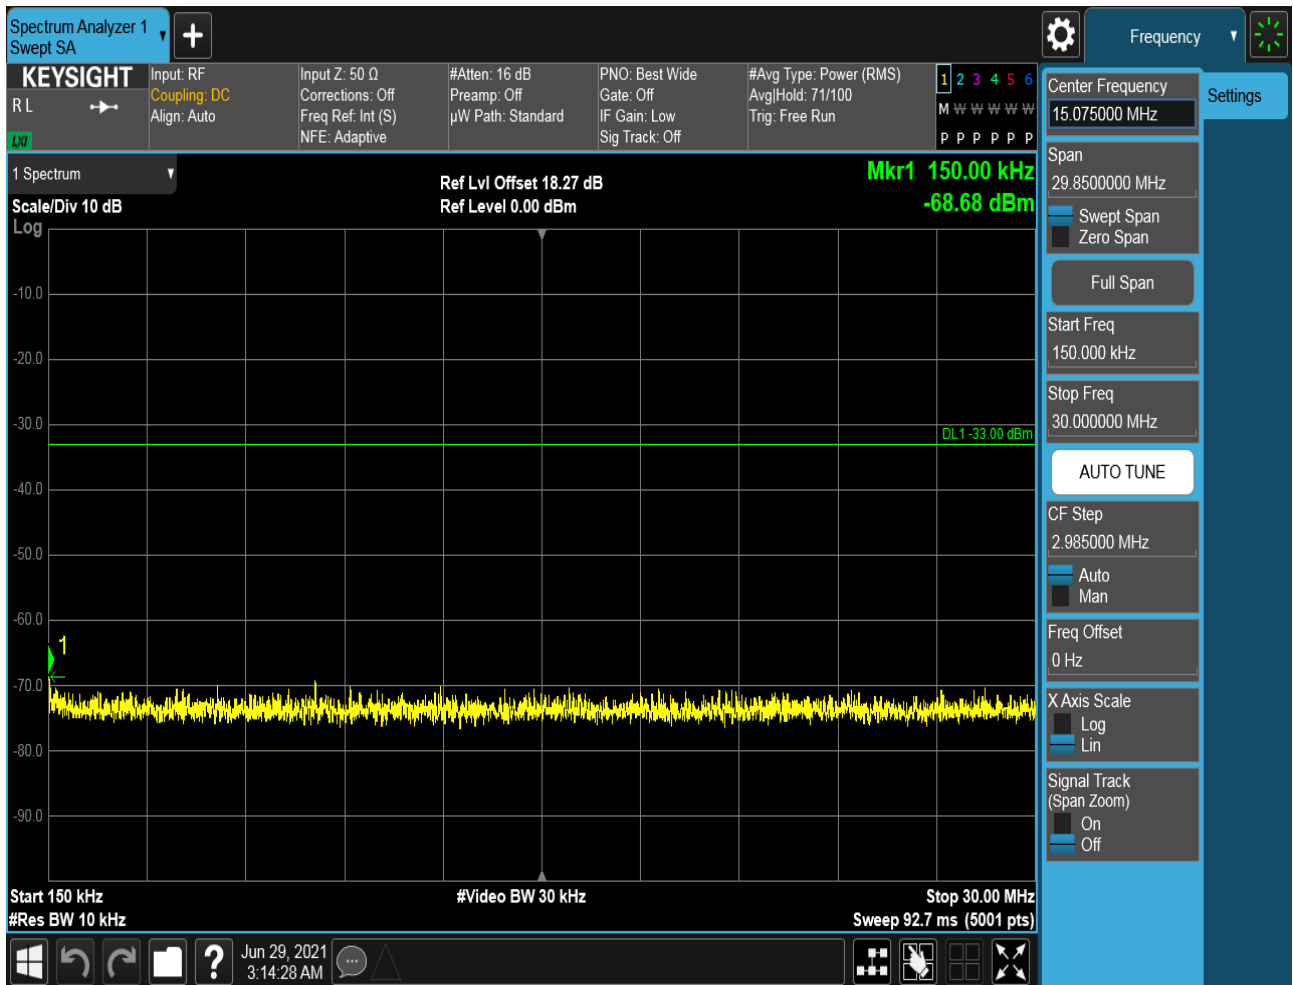 Spectrum Analyzer 1
Swept SA
Frequency
KEYSIGHT
R L
LXI
Input: RF
Coupling: DC
Align: Auto
Input Z: 50 Ω
Corrections: Off
Freq Ref: Int (S)
NFE: Adaptive
#Atten: 16 dB
Preamp: Off
µW Path: Standard
PNO: Best Wide
Gate: Off
IF Gain: Low
Sig Track: Off
#Avg Type: Power (RMS)
Avg|Hold: 71/100
Trig: Free Run
1 2 3 4 5 6
M W W W W W
P P P P P P
1 Spectrum
Scale/Div 10 dB
Log
Ref Lvl Offset 18.27 dB
Ref Level 0.00 dBm
Mkr1 150.00 kHz
-68.68 dBm
-10.0
-20.0
-30.0
DL1 -33.00 dBm
-40.0
-50.0
-60.0
1
-70.0
-80.0
-90.0
Start 150 kHz
#Video BW 30 kHz
Stop 30.00 MHz
#Res BW 10 kHz
Sweep 92.7 ms (5001 pts)
Center Frequency
15.075000 MHz
Settings
Span
29.8500000 MHz
Swept Span
Zero Span
Full Span
Start Freq
150.000 kHz
Stop Freq
30.000000 MHz
AUTO TUNE
CF Step
2.985000 MHz
Auto
Man
Freq Offset
0 Hz
X Axis Scale
Log
Lin
Signal Track
(Span Zoom)
On
Off
?
Jun 29, 2021
3:14:28 AM